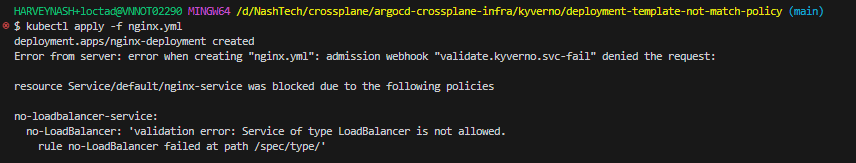 HARVEYNASH+loctad@VNNOT02290 MINGW64 /d/NashTech/crossplane/argocd-crossplane-infra/kyverno/deployment-template-not-match-policy (main)
$ kubectl apply -f nginx.yml
deployment.apps/nginx-deployment created
Error from server: error when creating "nginx.yml": admission webhook "validate.kyverno.svc-fail" denied the request:
resource Service/default/nginx-service was blocked due to the following policies
no-loadbalancer-service:
no-LoadBalancer: 'validation error: Service of type LoadBalancer is not allowed.
rule no-LoadBalancer failed at path /spec/type/'